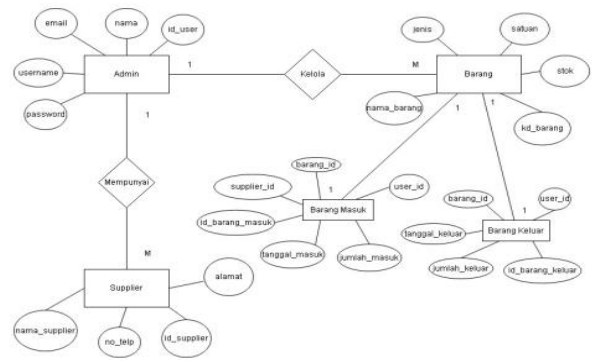 email
nama
id_user
username
Admin
password
1
Kelola
M
jenis
satuan
Barang
stok
nama_barang
kd_barang
1
1
1
Mempunyai
M
Supplier
alamat
nama_supplier
no_telp
id_supplier
barang_id
supplier_id
user_id
1
Barang Masuk
id_barang_masuk
tanggal_masuk
jumlah_masuk
barang_id
user_id
1
tanggal_keluar
Barang Keluar
jumlah_keluar
id_barang_keluar